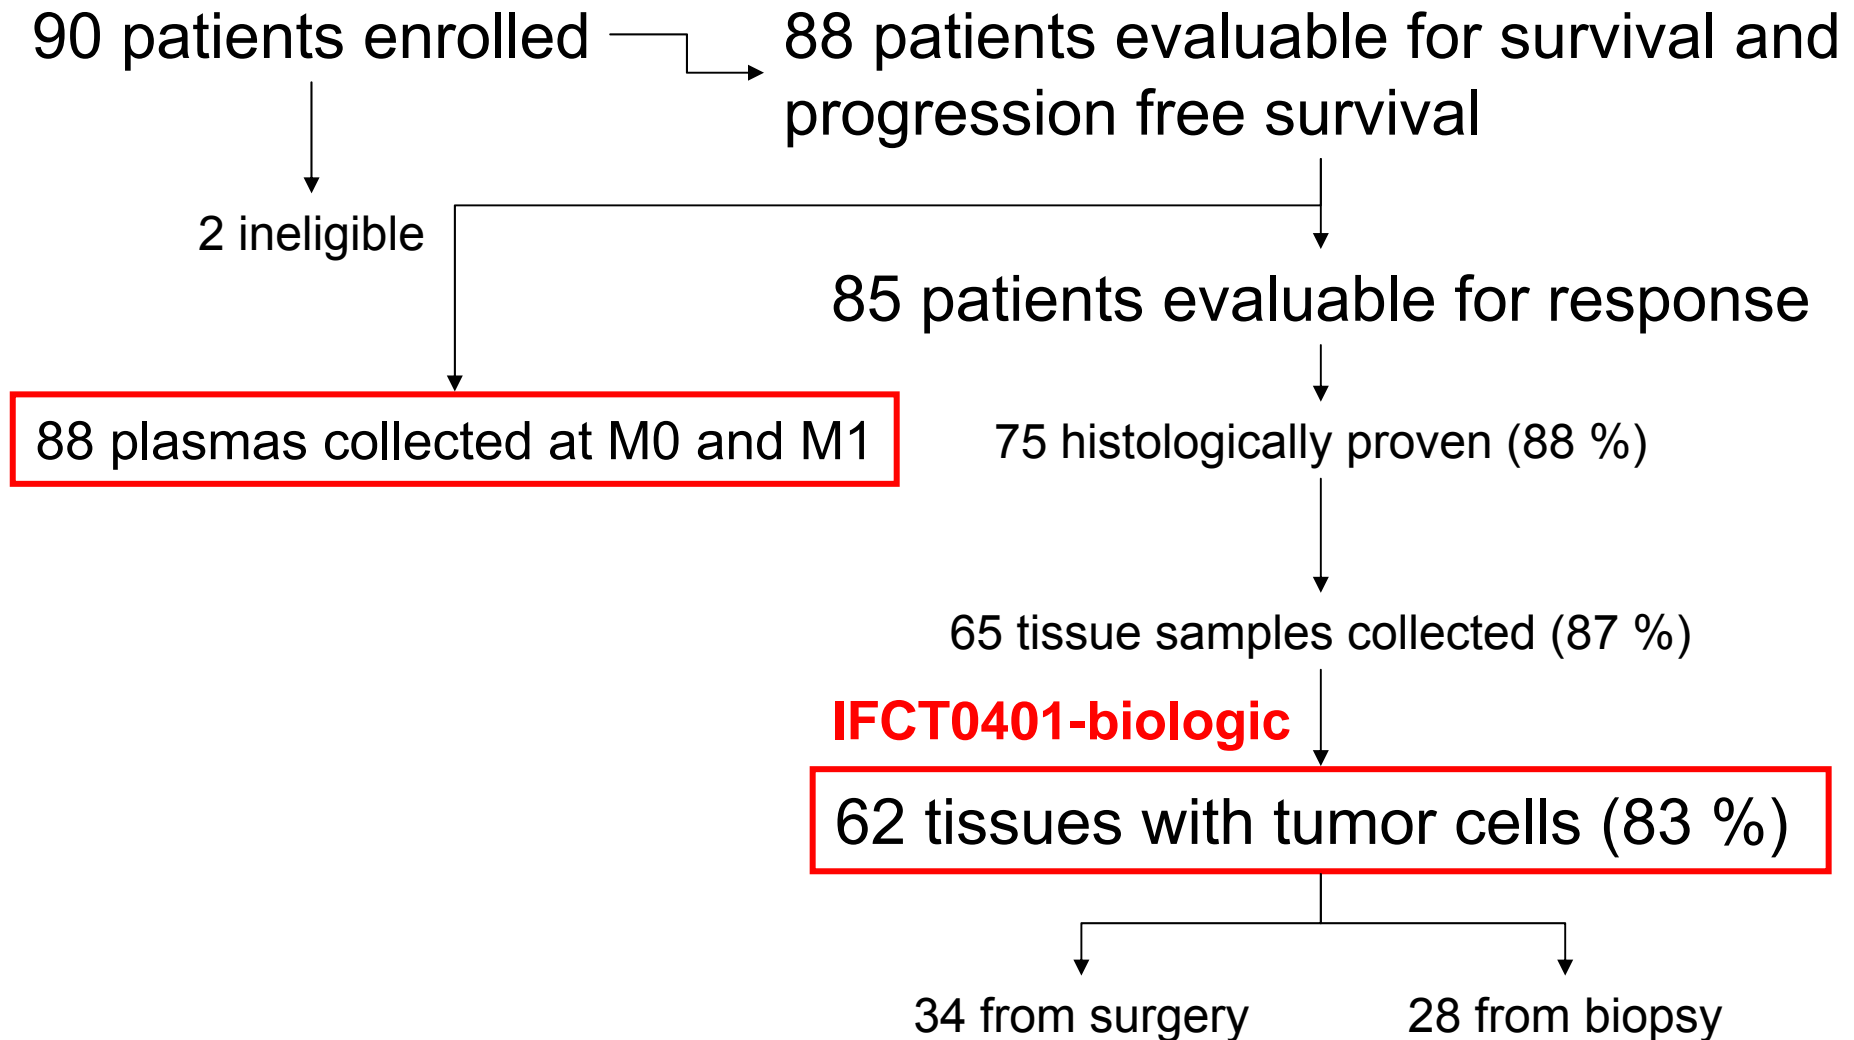 90 patients enrolled
88 patients evaluable for survival and
progression free survival
2 ineligible
85 patients evaluable for response
88 plasmas collected at M0 and M1
75 histologically proven (88 %)
65 tissue samples collected (87 %)
IFCT0401-biologic
62 tissues with tumor cells (83 %)
34 from surgery
28 from biopsy